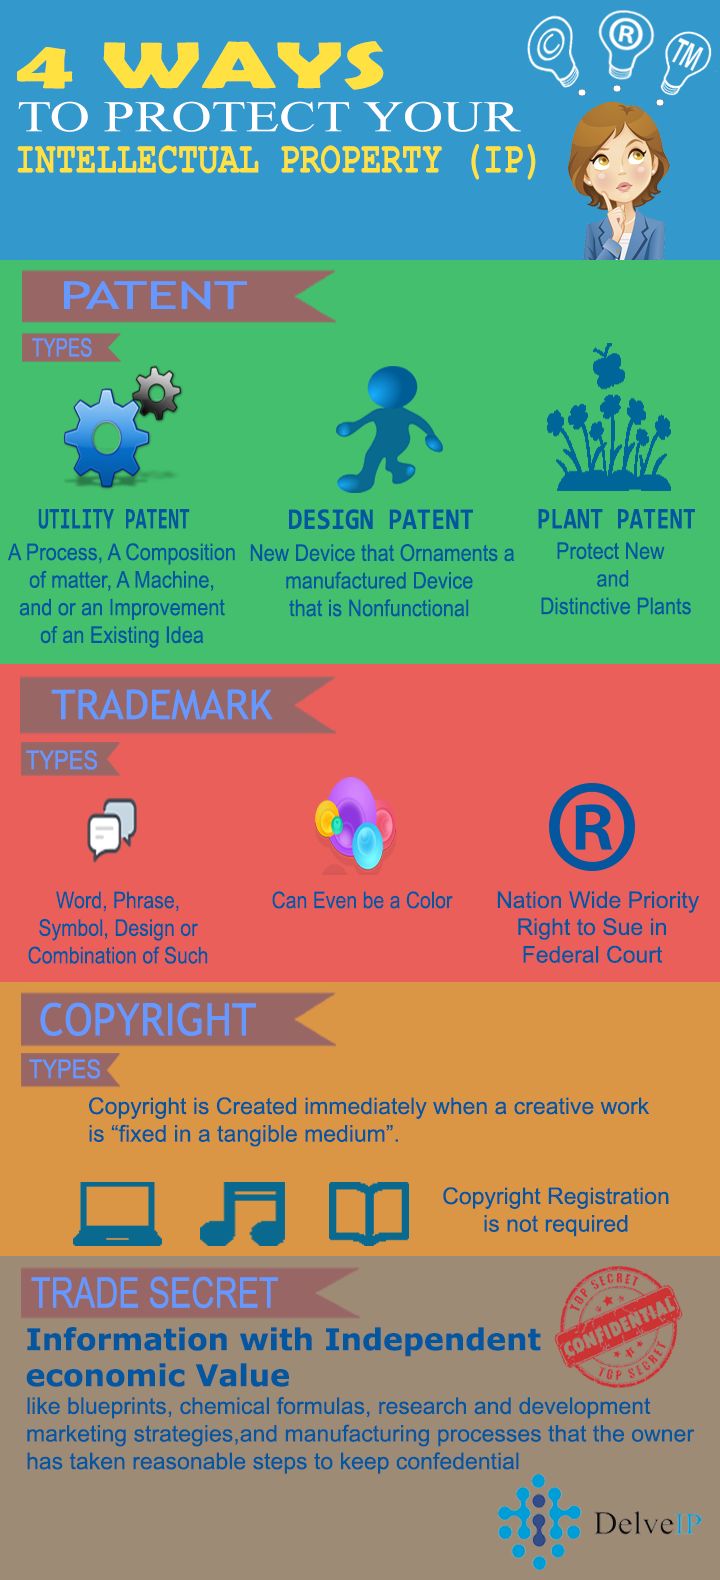 ©
®
TM
4 WAYS
TO PROTECT YOUR
INTELLECTUAL PROPERTY (IP)
PATENT
TYPES
UTILITY PATENT
A Process, A Composition
of matter, A Machine,
and or an Improvement
of an Existing Idea
DESIGN PATENT
New Device that Ornaments a
manufactured Device
that is Nonfunctional
PLANT PATENT
Protect New
and
Distinctive Plants
TRADEMARK
TYPES
Word, Phrase,
Symbol, Design or
Combination of Such
Can Even be a Color
®
Nation Wide Priority
Right to Sue in
Federal Court
COPYRIGHT
TYPES
Copyright is Created immediately when a creative work
is “fixed in a tangible medium”.
Copyright Registration
is not required
TRADE SECRET
TOP SECRET
CONFIDENTIAL
TOP SECRET
Information with Independent
economic Value
like blueprints, chemical formulas, research and development
marketing strategies,and manufacturing processes that the owner
has taken reasonable steps to keep confedential
DelveIP